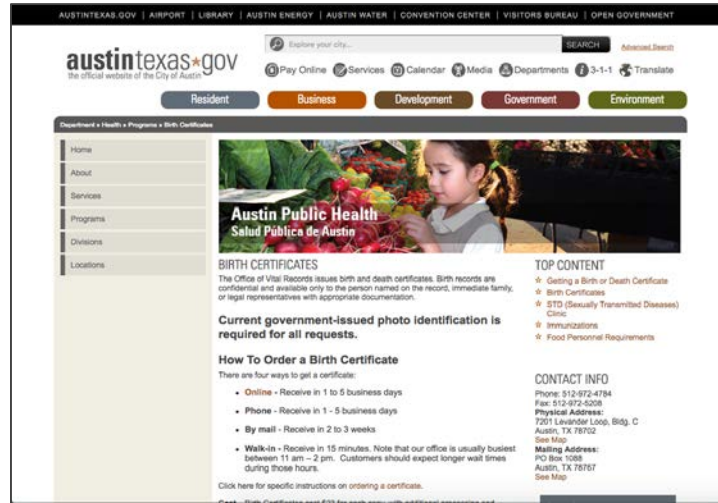 AUSTINTEXAS.GOV | AIRPORT | LIBRARY | AUSTIN ENERGY | AUSTIN WATER | CONVENTION CENTER | VISITORS BUREAU | OPEN GOVERNMENT
Explore your city...
SEARCH
Advanced Search
austintexas*gov
the official website of the City of Austin
Pay Online
Services
Calendar
Media
Departments
3-1-1
Translate
Resident
Business
Development
Government
Environment
Department » Health » Programs » Birth Certificates
Home
About
Services
Programs
Divisions
Locations
Austin Public Health
Salud Pública de Austin
BIRTH CERTIFICATES
The Office of Vital Records issues birth and death certificates. Birth records are
confidential and available only to the person named on the record, immediate family,
or legal representatives with appropriate documentation.
Current government-issued photo identification is
required for all requests.
How To Order a Birth Certificate
There are four ways to get a certificate:
• Online - Receive in 1 to 5 business days
• Phone - Receive in 1 - 5 business days
• By mail - Receive in 2 to 3 weeks
• Walk-in - Receive in 15 minutes. Note that our office is usually busiest
between 11 am – 2 pm. Customers should expect longer wait times
during those hours.
Click here for specific instructions on ordering a certificate.
TOP CONTENT
Getting a Birth or Death Certificate
Birth Certificates
STD (Sexually Transmitted Diseases)
Clinic
Immunizations
Food Personnel Requirements
CONTACT INFO
Phone: 512-972-4784
Fax: 512-972-5208
Physical Address:
7201 Levander Loop, Bldg. C
Austin, TX 78702
See Map
Mailing Address:
PO Box 1088
Austin, TX 78767
See Map